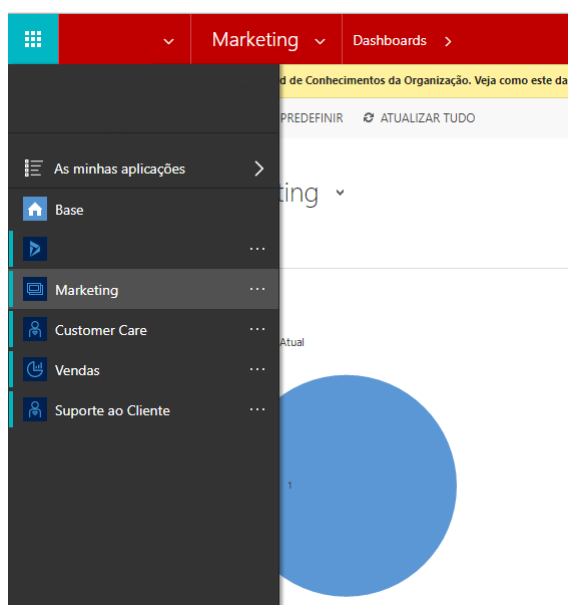 Marketing Dashboards
d de Conhecimentos da Organização. Veja como este da
PREDEFINIR ATUALIZAR TUDO
As minhas aplicações
ting
Base
Marketing
Customer Care
Atual
Vendas
Suporte ao Cliente
1